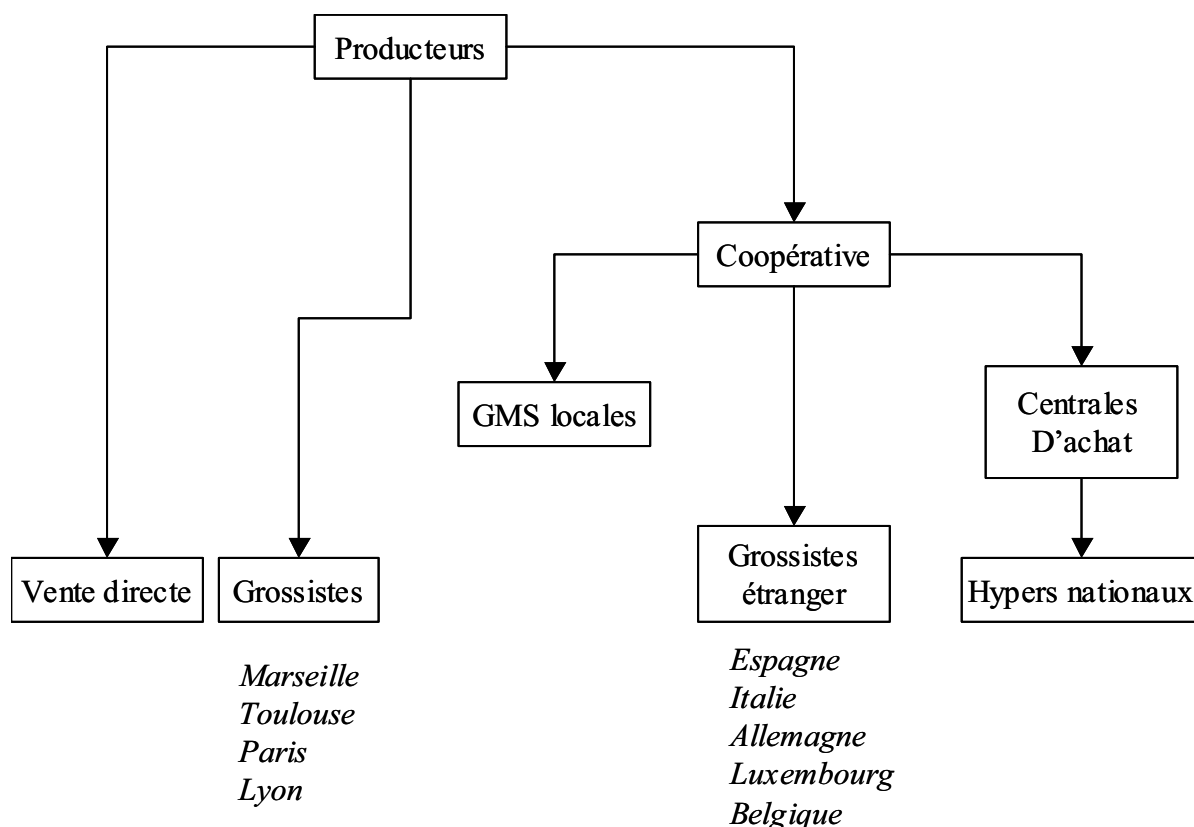 Producteurs
Coopérative
GMS locales
Centrales
D'achat
Vente directe
Grossistes
Grossistes
étranger
Hypers nationaux
Marseille
Toulouse
Paris
Lyon
Espagne
Italie
Allemagne
Luxembourg
Belgique